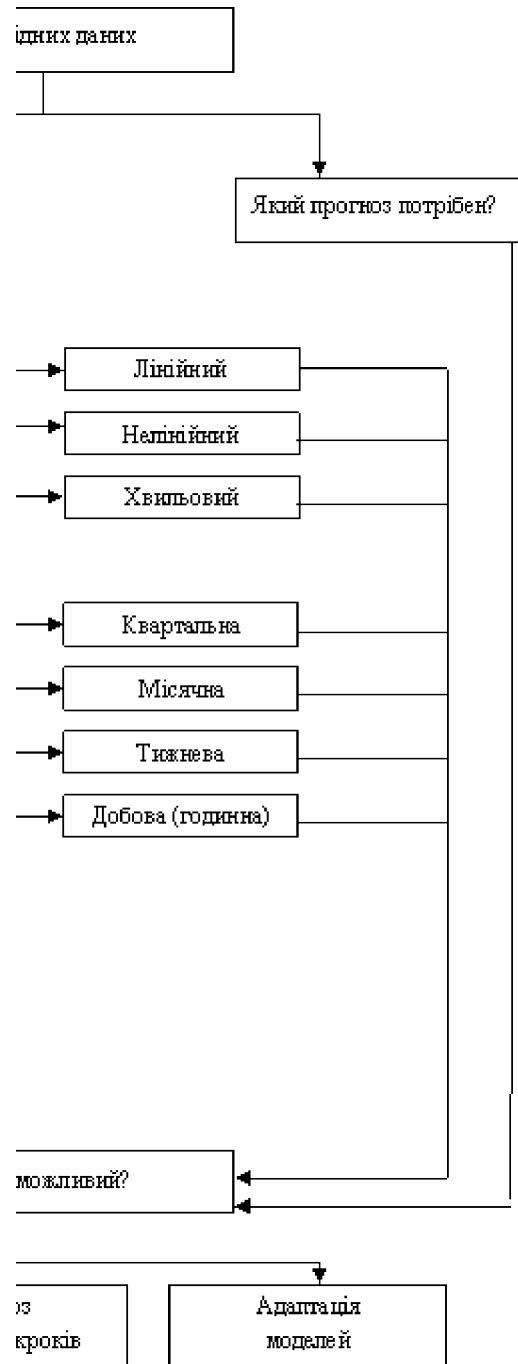 ідних даних
Який прогноз потрібен?
Лінійний
Нелінійний
Хвильовий
Квартальна
Місячна
Тижнева
Добова (годинна)
можливий?
оз
кроків
Адаптація
моделей